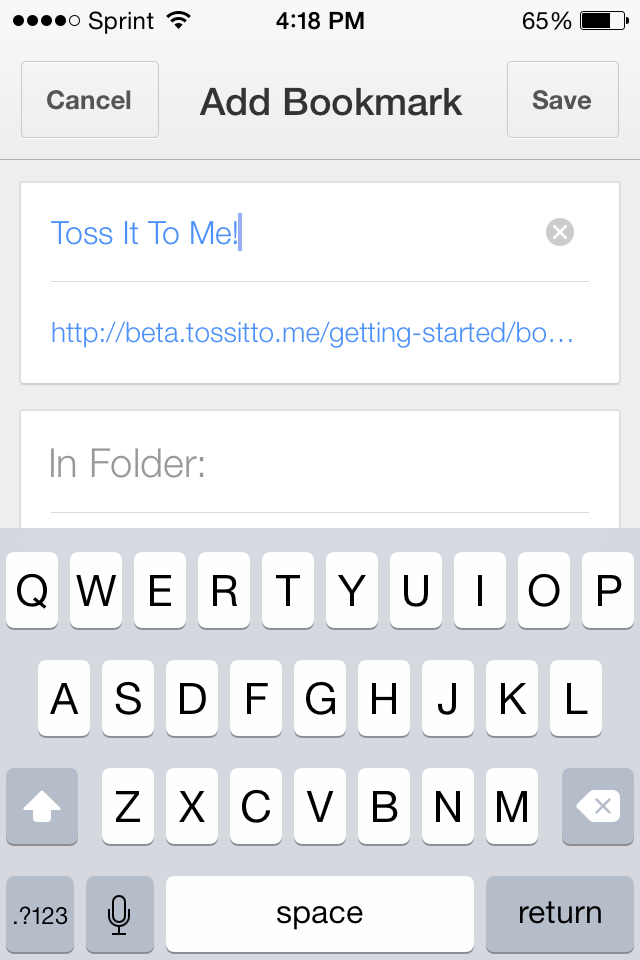 Sprint 4:18 PM 65%
Cancel Add Bookmark Save
Toss It To Me!
http://beta.tossitto.me/getting-started/bo...
In Folder:
Q W E R T Y U I O P
A S D F G H J K L
Z X C V B N M
.?123 space return